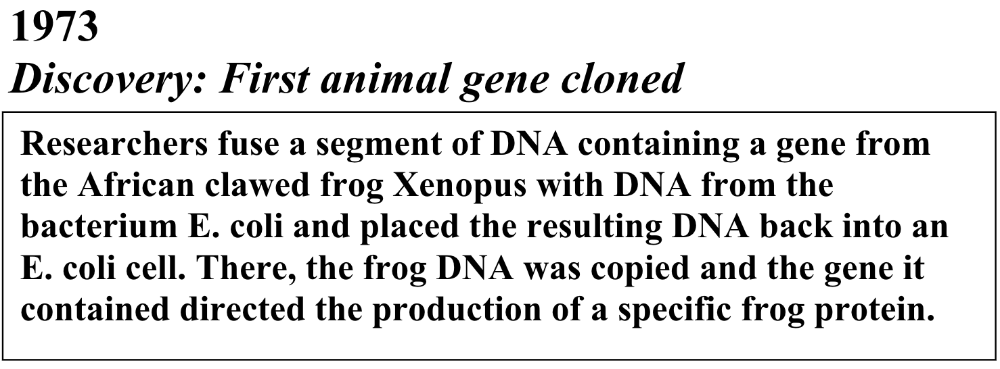 1973
Discovery: First animal gene cloned
Researchers fuse a segment of DNA containing a gene from
the African clawed frog Xenopus with DNA from the
bacterium E. coli and placed the resulting DNA back into an
E. coli cell. There, the frog DNA was copied and the gene it
contained directed the production of a specific frog protein.